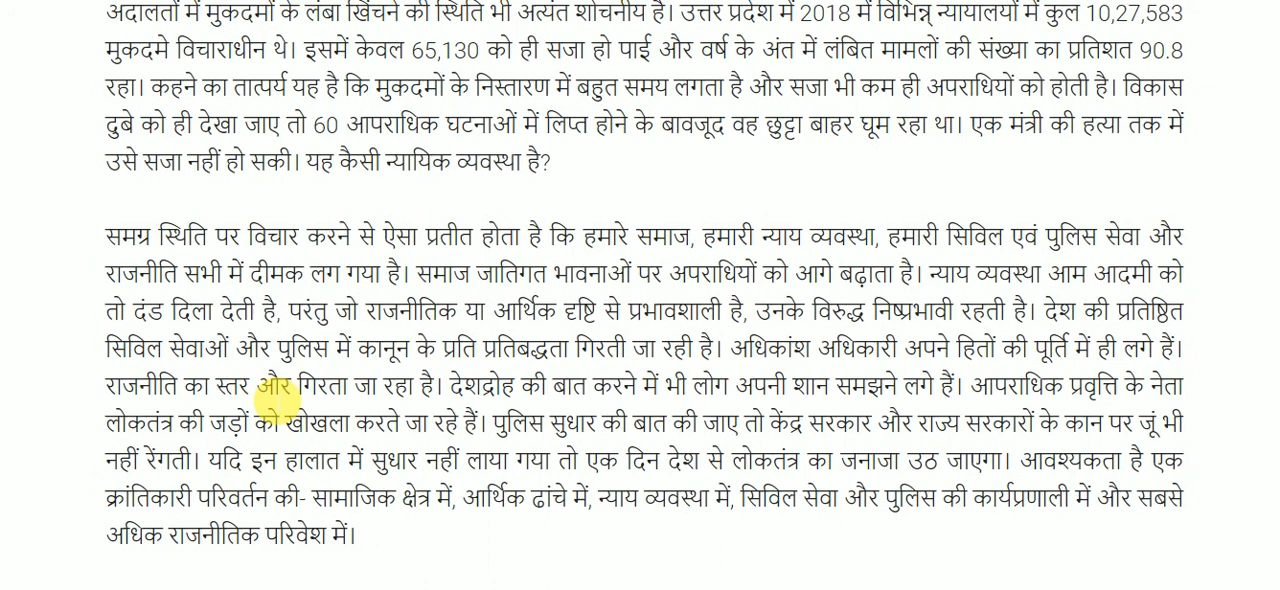 अदालतों में मुकदमों के लंबा खिंचने की स्थिति भी अत्यंत शोचनीय है। उत्तर प्रदेश में 2018 में विभिन्न् न्यायालयों में कुल 10,27,583
मुकदमे विचाराधीन थे। इसमें केवल 65,130 को ही सजा हो पाई और वर्ष के अंत में लंबित मामलों की संख्या का प्रतिशत 90.8
रहा। कहने का तात्पर्य यह है कि मुकदमों के निस्तारण में बहुत समय लगता है और सजा भी कम ही अपराधियों को होती है। विकास
दुबे को ही देखा जाए तो 60 आपराधिक घटनाओं में लिप्त होने के बावजूद वह छुट्टा बाहर घूम रहा था। एक मंत्री की हत्या तक में
उसे सजा नहीं हो सकी। यह कैसी न्यायिक व्यवस्था है?
समग्र स्थिति पर विचार करने से ऐसा प्रतीत होता है कि हमारे समाज, हमारी न्याय व्यवस्था, हमारी सिविल एवं पुलिस सेवा और
राजनीति सभी में दीमक लग गया है। समाज जातिगत भावनाओं पर अपराधियों को आगे बढ़ाता है। न्याय व्यवस्था आम आदमी को
तो दंड दिला देती है, परंतु जो राजनीतिक या आर्थिक दृष्टि से प्रभावशाली है, उनके विरुद्ध निष्प्रभावी रहती है। देश की प्रतिष्ठित
सिविल सेवाओं और पुलिस में कानून के प्रति प्रतिबद्धता गिरती जा रही है। अधिकांश अधिकारी अपने हितों की पूर्ति में ही लगे हैं।
राजनीति का स्तर और गिरता जा रहा है। देशद्रोह की बात करने में भी लोग अपनी शान समझने लगे हैं। आपराधिक प्रवृत्ति के नेता
लोकतंत्र की जड़ों को खोखला करते जा रहे हैं। पुलिस सुधार की बात की जाए तो केंद्र सरकार और राज्य सरकारों के कान पर जूं भी
नहीं रेंगती। यदि इन हालात में सुधार नहीं लाया गया तो एक दिन देश से लोकतंत्र का जनाजा उठ जाएगा। आवश्यकता है एक
क्रांतिकारी परिवर्तन की- सामाजिक क्षेत्र में, आर्थिक ढांचे में, न्याय व्यवस्था में, सिविल सेवा और पुलिस की कार्यप्रणाली में और सबसे
अधिक राजनीतिक परिवेश में।